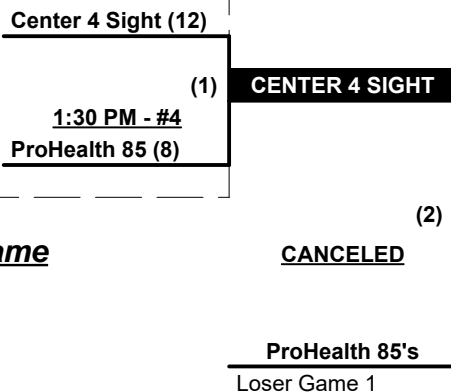 Center 4 Sight (12)
(1)
CENTER 4 SIGHT
1:30 PM - #4
ProHealth 85 (8)
(2)
CANCELED
ProHealth 85's
Loser Game 1